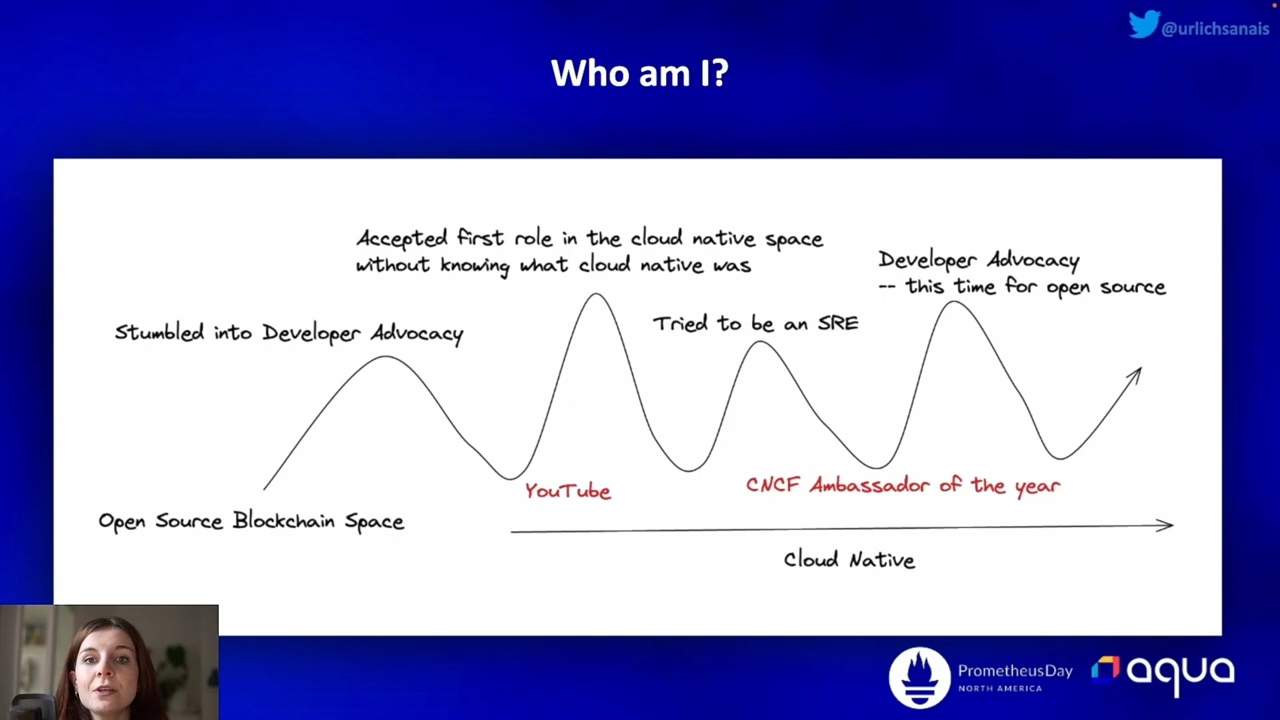 @urlichsanais
Who am I?
Accepted first role in the cloud native space
without knowing what cloud native was
Developer Advocacy
-- this time for open source
Stumbled into Developer Advocacy
Tried to be an SRE
YouTube
CNCF Ambassador of the year
Open Source Blockchain Space
Cloud Native
PrometheusDay
NORTH AMERICA
aqua